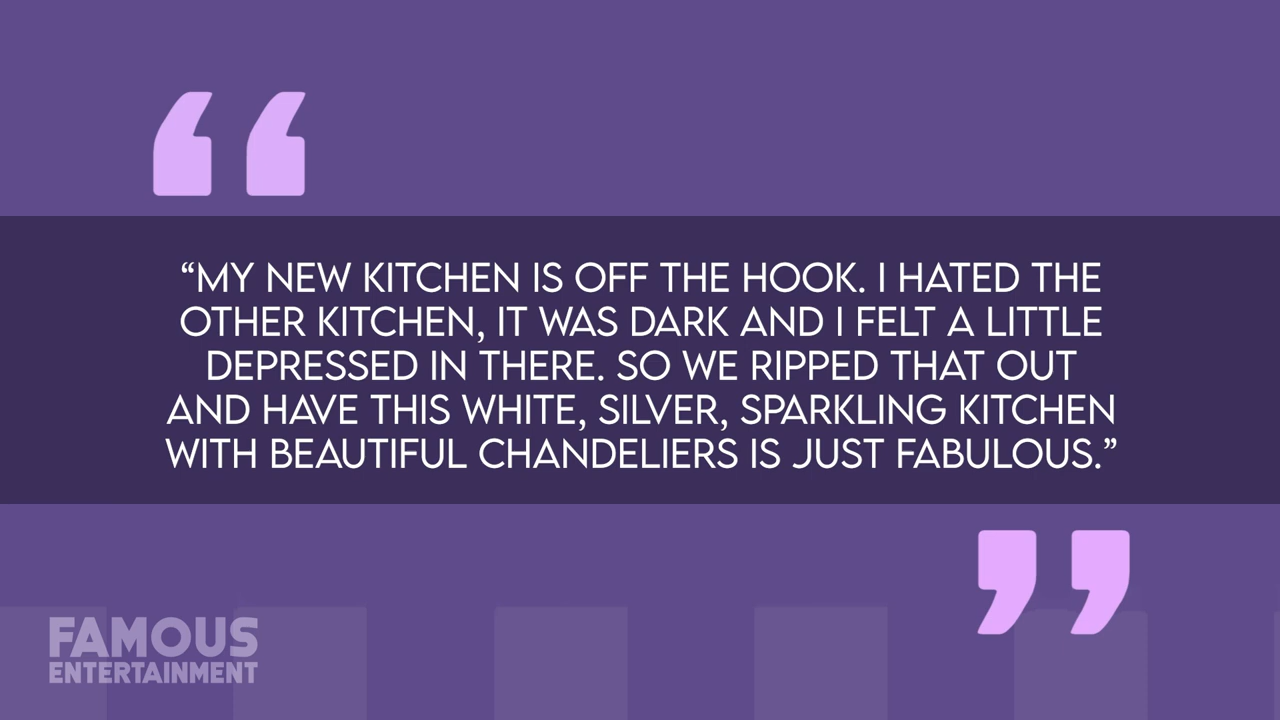 “MY NEW KITCHEN IS OFF THE HOOK. I HATED THE
OTHER KITCHEN, IT WAS DARK AND I FELT A LITTLE
DEPRESSED IN THERE. SO WE RIPPED THAT OUT
AND HAVE THIS WHITE, SILVER, SPARKLING KITCHEN
WITH BEAUTIFUL CHANDELIERS IS JUST FABULOUS.”
FAMOUS
ENTERTAINMENT